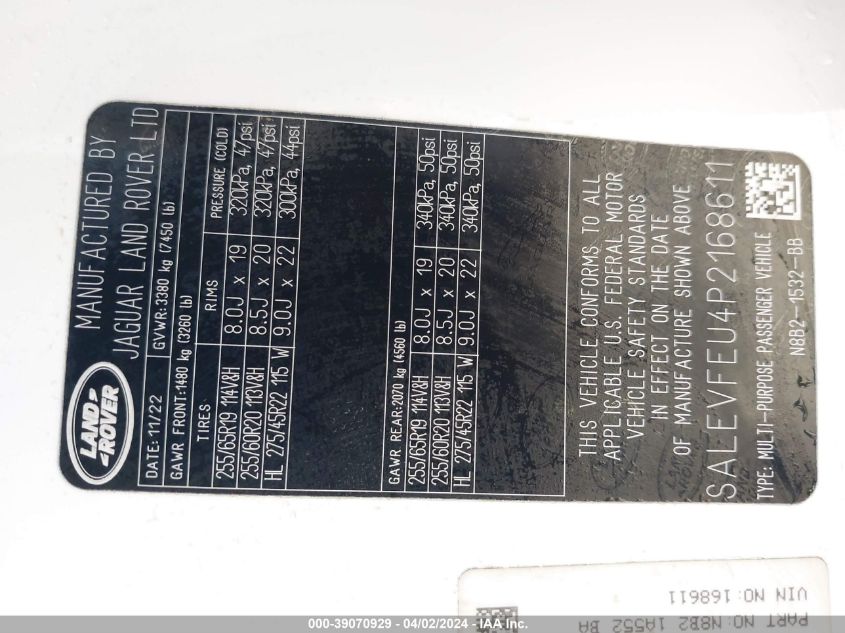 LAND-
-ROVER
MANUFACTURED BY
JAGUAR LAND ROVER LTD
DATE: 11/22 GVWR:3380 kg (7450 lb)
GAWR FRONT:1480 kg (3260 lb)
TIRES RIMS PRESSURE (COLD)
255/65R19 114V&H 8.0J x 19 320kPa, 47psi
255/60R20 113V&H 8.5J x 20 320kPa, 47psi
HL 275/45R22 115 W 9.0J x 22 300kPa, 44psi
GAWR REAR:2070 kg (4560 lb)
255/65R19 114V&H 8.0J x 19 340kPa, 50psi
255/60R20 113V&H 8.5J x 20 340kPa, 50psi
HL 275/45R22 115 W 9.0J x 22 340kPa, 50psi
THIS VEHICLE CONFORMS TO ALL
APPLICABLE U.S. FEDERAL MOTOR
VEHICLE SAFETY STANDARDS
IN EFFECT ON THE DATE
OF MANUFACTURE SHOWN ABOVE
SALEVFEU4P2168611
TYPE: MULTI-PURPOSE PASSENGER VEHICLE
N8B2-1532-BB
PART NO:N8B2 1A552 BA
VIN NO:168611
000-39070929 - 04/02/2024 - IAA Inc.